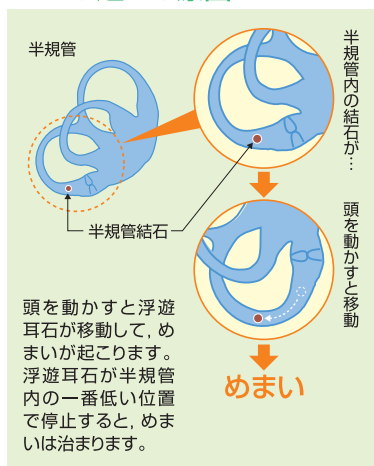 半規管
半規管内の結石が…
半規管結石
頭を動かすと移動
めまい
頭を動かすと浮遊
耳石が移動して，め
まいが起こります。
浮遊耳石が半規管
内の一番低い位置
で停止すると，めま
いは治まります。